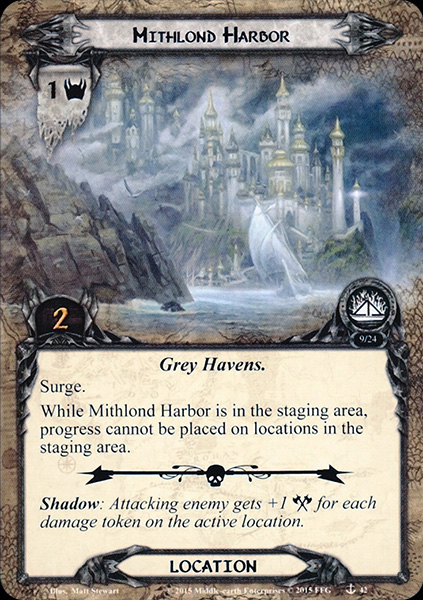 Mithlond Harbor
1
2
9/24
Grey Havens.
Surge.
While Mithlond Harbor is in the staging area,
progress cannot be placed on locations in the
staging area.
Shadow: Attacking enemy gets +1 for each
damage token on the active location.
LOCATION
Illus. Matt Stewart © 2015 Middle-earth Enterprises © 2015 FFG 42